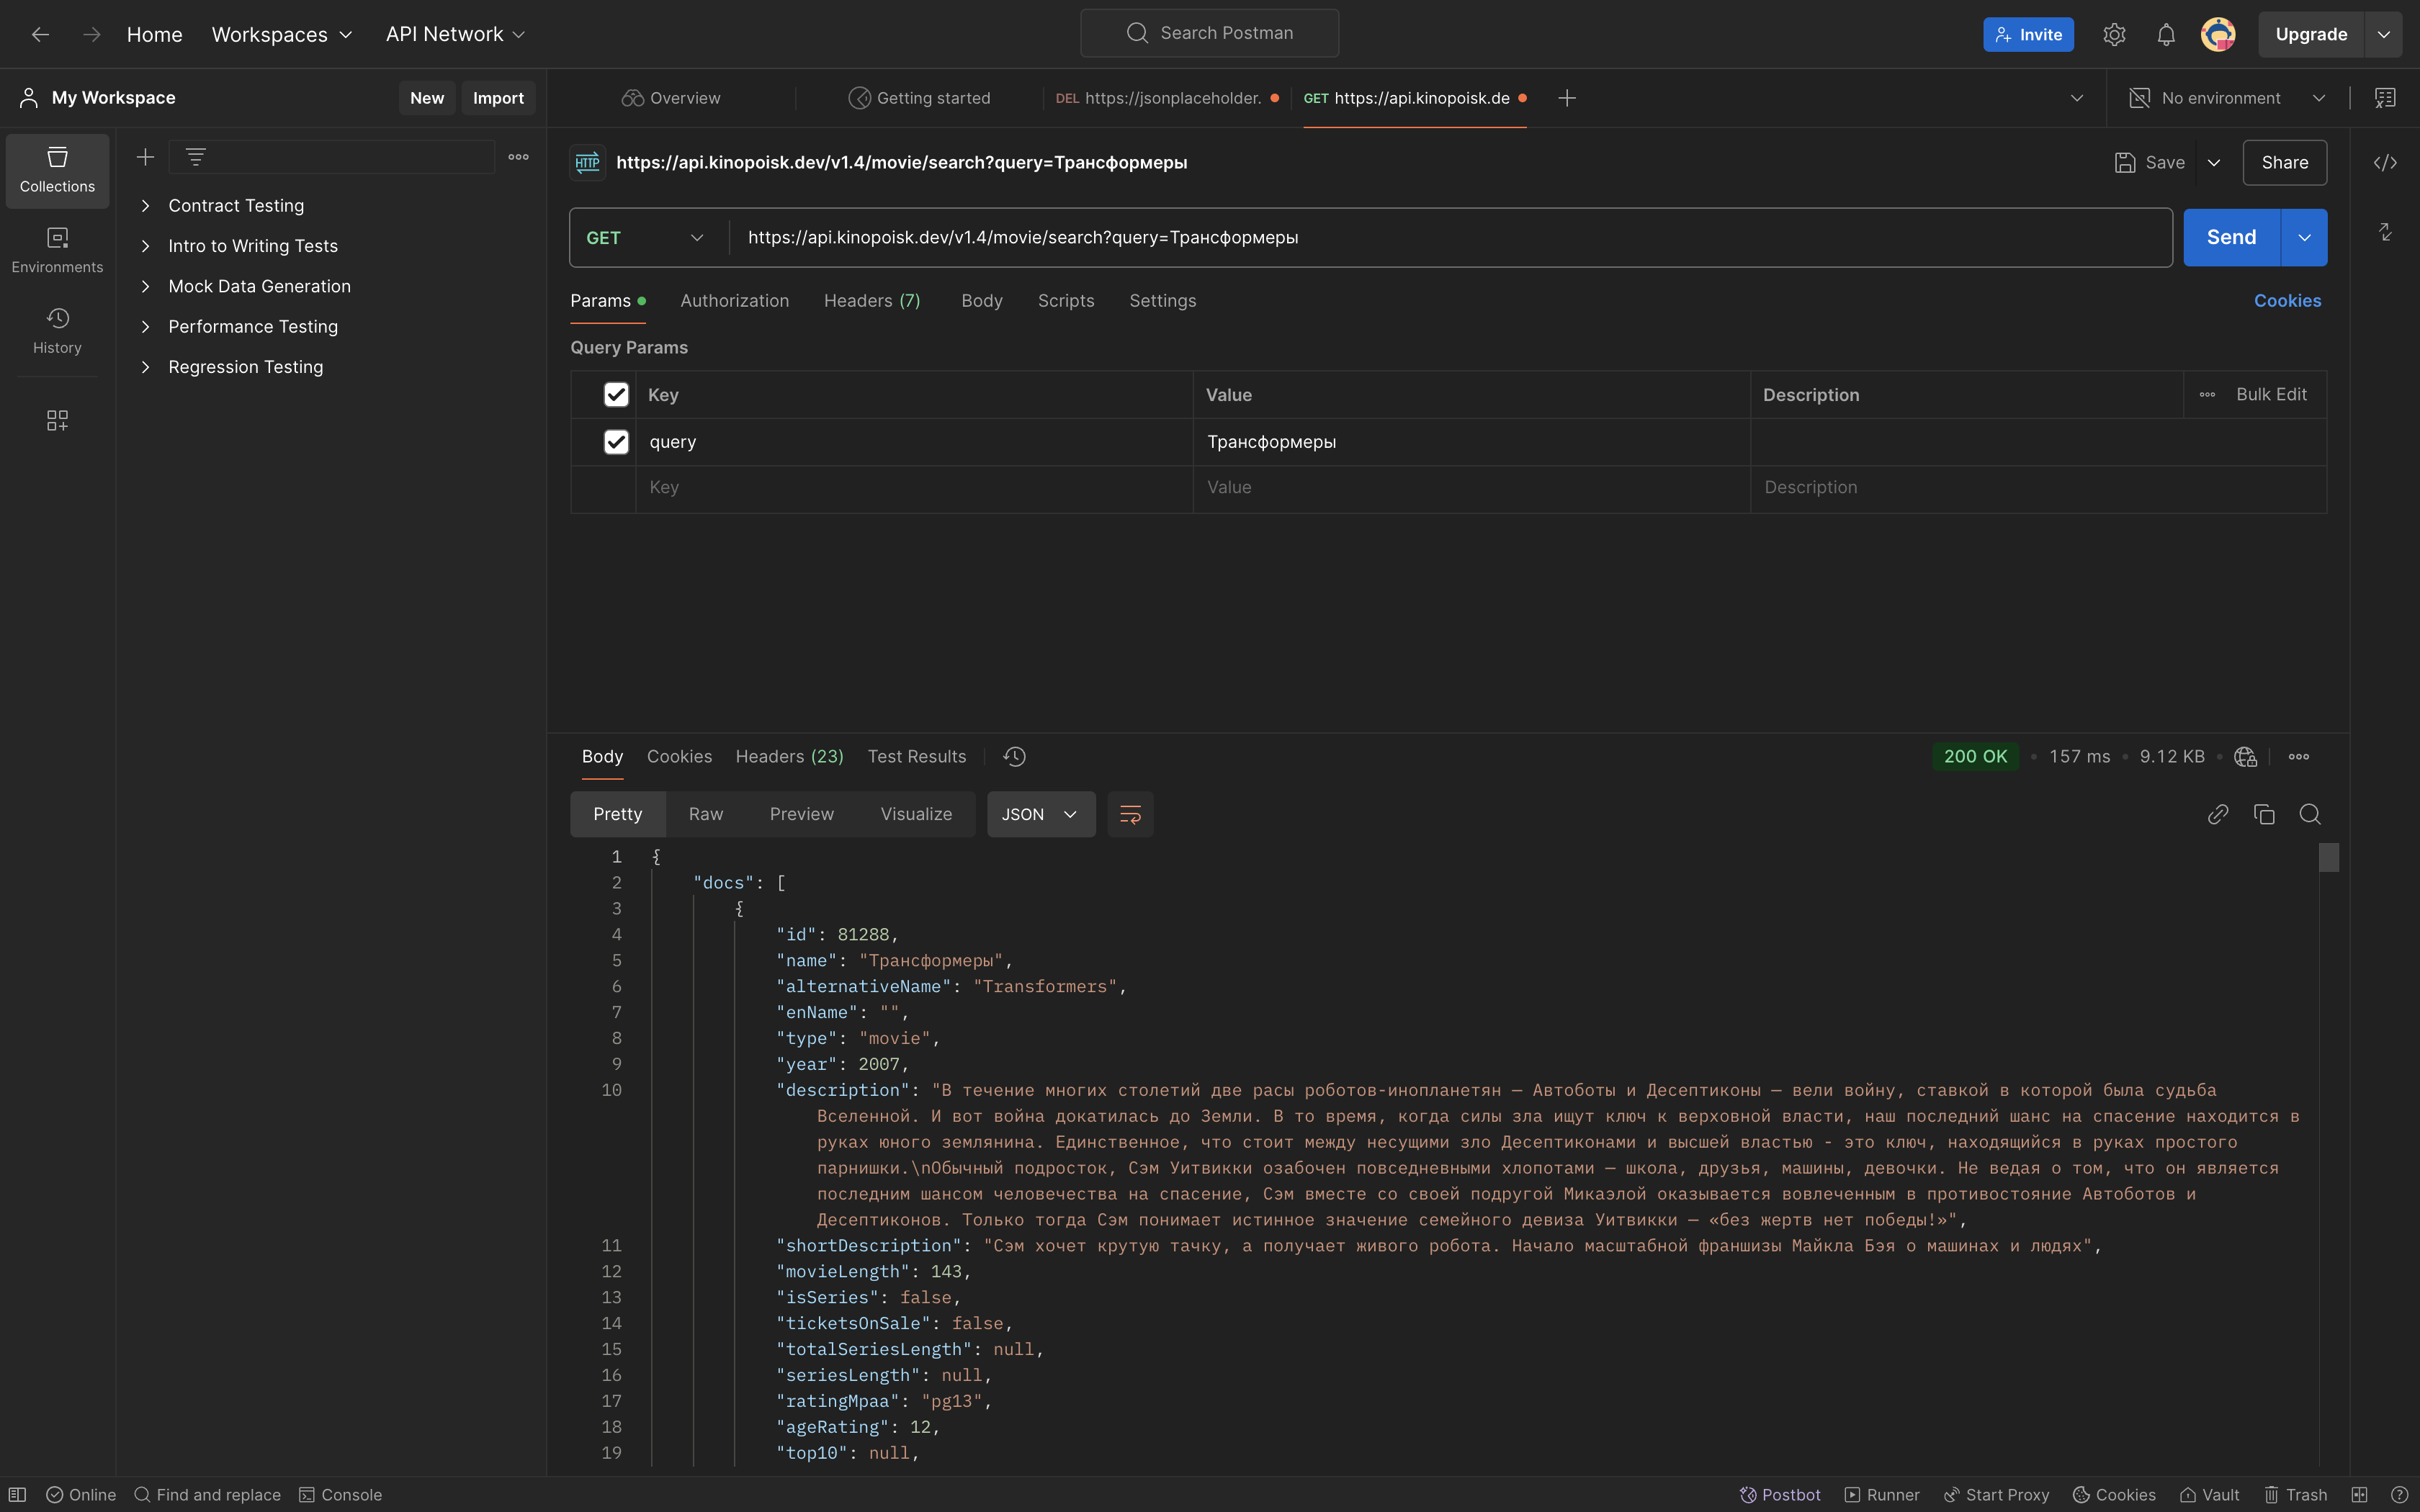 Home Workspaces API Network Search Postman Invite Upgrade
My Workspace New Import Overview Getting started DEL https://jsonplaceholder. GET https://api.kinopoisk.de No environment
Collections
Environments
History
Contract Testing
Intro to Writing Tests
Mock Data Generation
Performance Testing
Regression Testing
HTTP https://api.kinopoisk.dev/v1.4/movie/search?query=Трансформеры Save Share
GET https://api.kinopoisk.dev/v1.4/movie/search?query=Трансформеры Send
Params Authorization Headers (7) Body Scripts Settings Cookies
Query Params
Key Value Description Bulk Edit
query Трансформеры
Key Value Description
Body Cookies Headers (23) Test Results 200 OK 157 ms 9.12 KB
Pretty Raw Preview Visualize JSON
1 {
2 "docs": [
3 {
4 "id": 81288,
5 "name": "Трансформеры",
6 "alternativeName": "Transformers",
7 "enName": "",
8 "type": "movie",
9 "year": 2007,
10 "description": "В течение многих столетий две расы роботов-инопланетян — Автоботы и Десептиконы — вели войну, ставкой в которой была судьба
Вселенной. И вот война докатилась до Земли. В то время, когда силы зла ищут ключ к верховной власти, наш последний шанс на спасение находится в
руках юного землянина. Единственное, что стоит между несущими зло Десептиконами и высшей властью - это ключ, находящийся в руках простого
парнишки.\nОбычный подросток, Сэм Уитвикки озабочен повседневными хлопотами — школа, друзья, машины, девочки. Не ведая о том, что он является
последним шансом человечества на спасение, Сэм вместе со своей подругой Микаэлой оказывается вовлеченным в противостояние Автоботов и
Десептиконов. Только тогда Сэм понимает истинное значение семейного девиза Уитвикки — «без жертв нет победы!»",
11 "shortDescription": "Сэм хочет крутую тачку, а получает живого робота. Начало масштабной франшизы Майкла Бэя о машинах и людях",
12 "movieLength": 143,
13 "isSeries": false,
14 "ticketsOnSale": false,
15 "totalSeriesLength": null,
16 "seriesLength": null,
17 "ratingMpaa": "pg13",
18 "ageRating": 12,
19 "top10": null,
Online Find and replace Console Postbot Runner Start Proxy Cookies Vault Trash